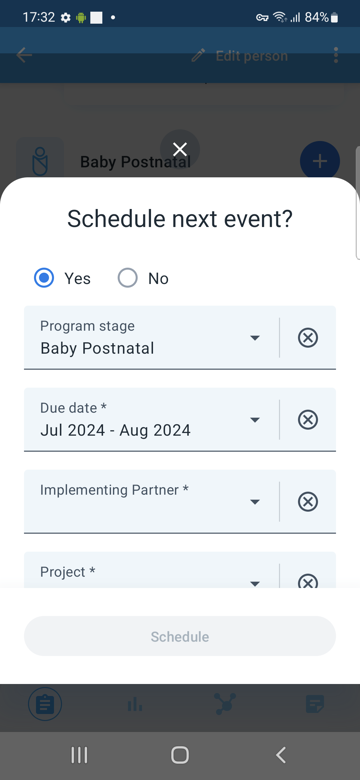 17:32
84%
Edit person
Baby Postnatal
Schedule next event?
Yes
No
Program stage
Baby Postnatal
Due date *
Jul 2024 - Aug 2024
Implementing Partner *
Project *
Schedule